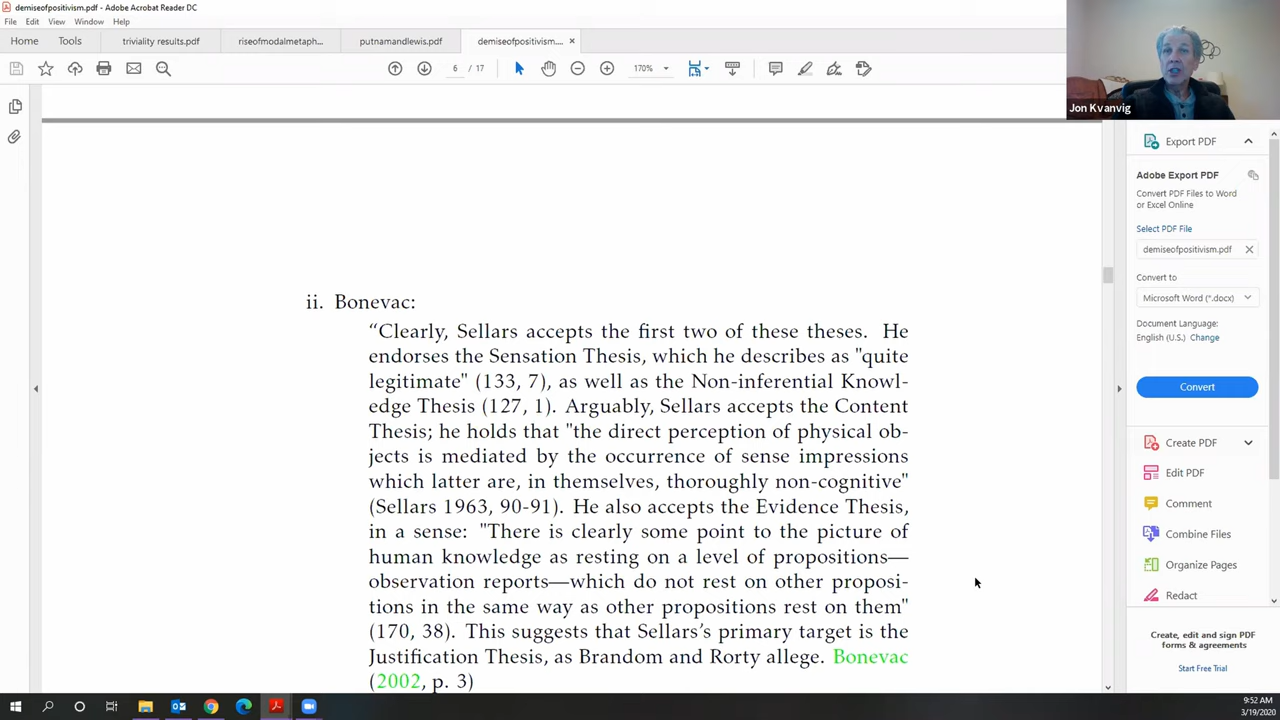 demiseofpositivism.pdf - Adobe Acrobat Reader DC
File Edit View Window Help
Home Tools triviality results.pdf riseofmodalmetaph... putnamandlewis.pdf demiseofpositivism.... ×
6 / 17 170%
Jon Kvanvig
ii. Bonevac:
“Clearly, Sellars accepts the first two of these theses. He
endorses the Sensation Thesis, which he describes as "quite
legitimate" (133, 7), as well as the Non-inferential Knowl-
edge Thesis (127, 1). Arguably, Sellars accepts the Content
Thesis; he holds that "the direct perception of physical ob-
jects is mediated by the occurrence of sense impressions
which latter are, in themselves, thoroughly non-cognitive"
(Sellars 1963, 90-91). He also accepts the Evidence Thesis,
in a sense: "There is clearly some point to the picture of
human knowledge as resting on a level of propositions—
observation reports—which do not rest on other proposi-
tions in the same way as other propositions rest on them"
(170, 38). This suggests that Sellars’s primary target is the
Justification Thesis, as Brandom and Rorty allege. Bonevac
(2002, p. 3)
Export PDF
Adobe Export PDF
Convert PDF Files to Word
or Excel Online
Select PDF File
demiseofpositivism.pdf
Convert to
Microsoft Word (*.docx)
Document Language:
English (U.S.) Change
Convert
Create PDF
Edit PDF
Comment
Combine Files
Organize Pages
Redact
Create, edit and sign PDF
forms & agreements
Start Free Trial
9:52 AM
3/19/2020